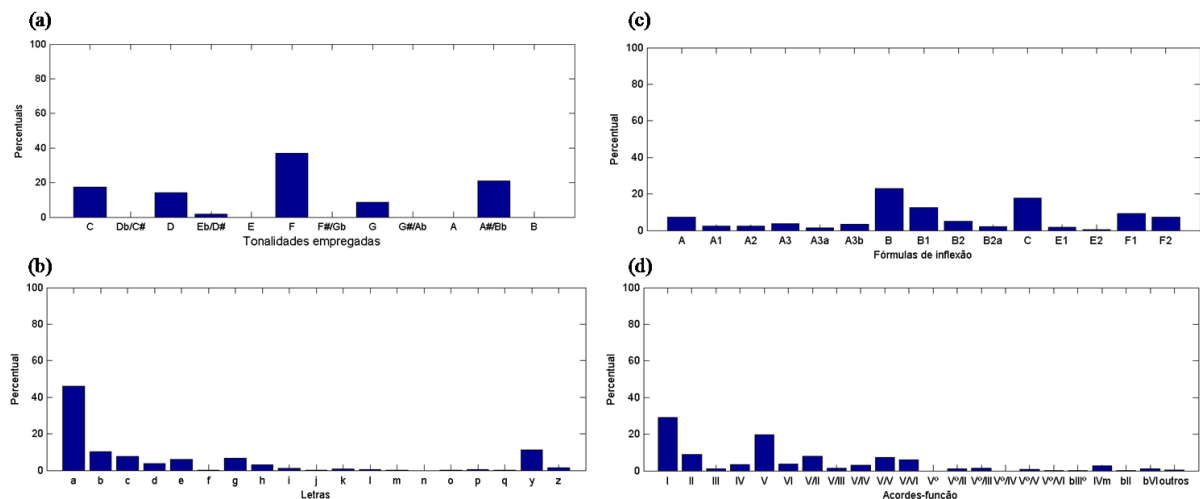 (a)
100
80
60
40
20
0
Percentuais
C Db/C# D Eb/D# E F F#/Gb G G#/Ab A A#/Bb B
Tonalidades empregadas
(b)
100
80
60
40
20
0
Percentual
a b c d e f g h i j k l m n o p q y z
Letras
(c)
100
80
60
40
20
0
Percentual
A A1 A2 A3 A3a A3b B B1 B2 B2a C E1 E2 F1 F2
Fórmulas de inflexão
(d)
100
80
60
40
20
0
Percentual
I II III IV V VI V/II V/III V/IV V/V V/VI Vº Vº/II Vº/III Vº/IV Vº/V Vº/VI bIIIº IVm bII bVI outros
Acordes-função